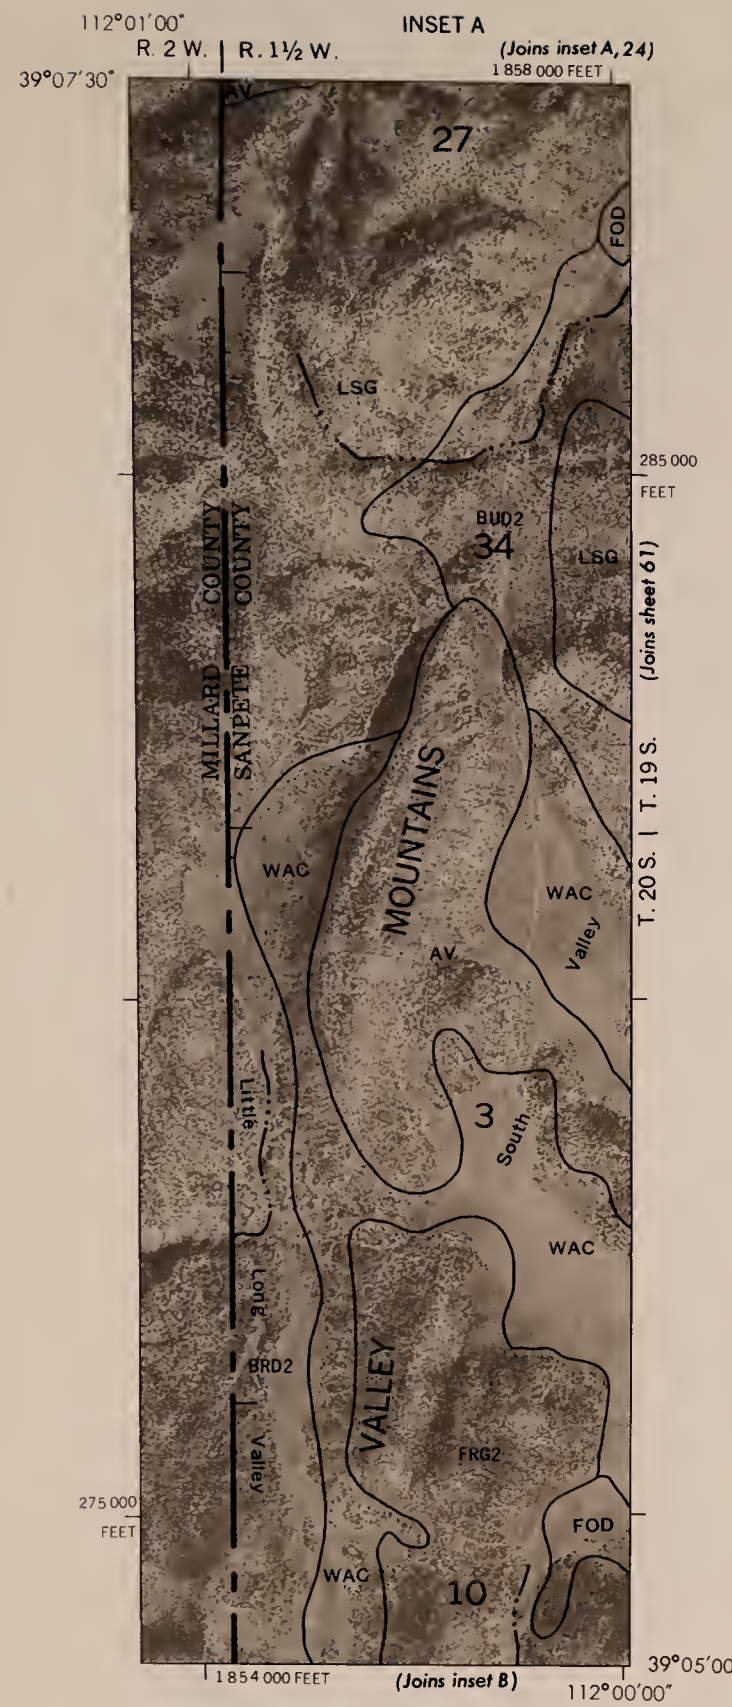 112°01'00"
INSET A
R. 2 W. | R. 1½ W.
(Joins inset A, 24)
39°07'30"
1 858 000 FEET
AV
27
FOD
LSG
285 000
FEET
BUD2
34
LSG
(Joins sheet 61)
MILLARD COUNTY
SANPETE COUNTY
T. 20 S. | T. 19 S.
MOUNTAINS
WAC
WAC
Valley
AV
Little
3
South
WAC
Long
BRD2
VALLEY
Valley
FRG2
275 000
FEET
FOD
WAC
10
39°05'00
1 854 000 FEET
(Joins inset B)
112°00'00"